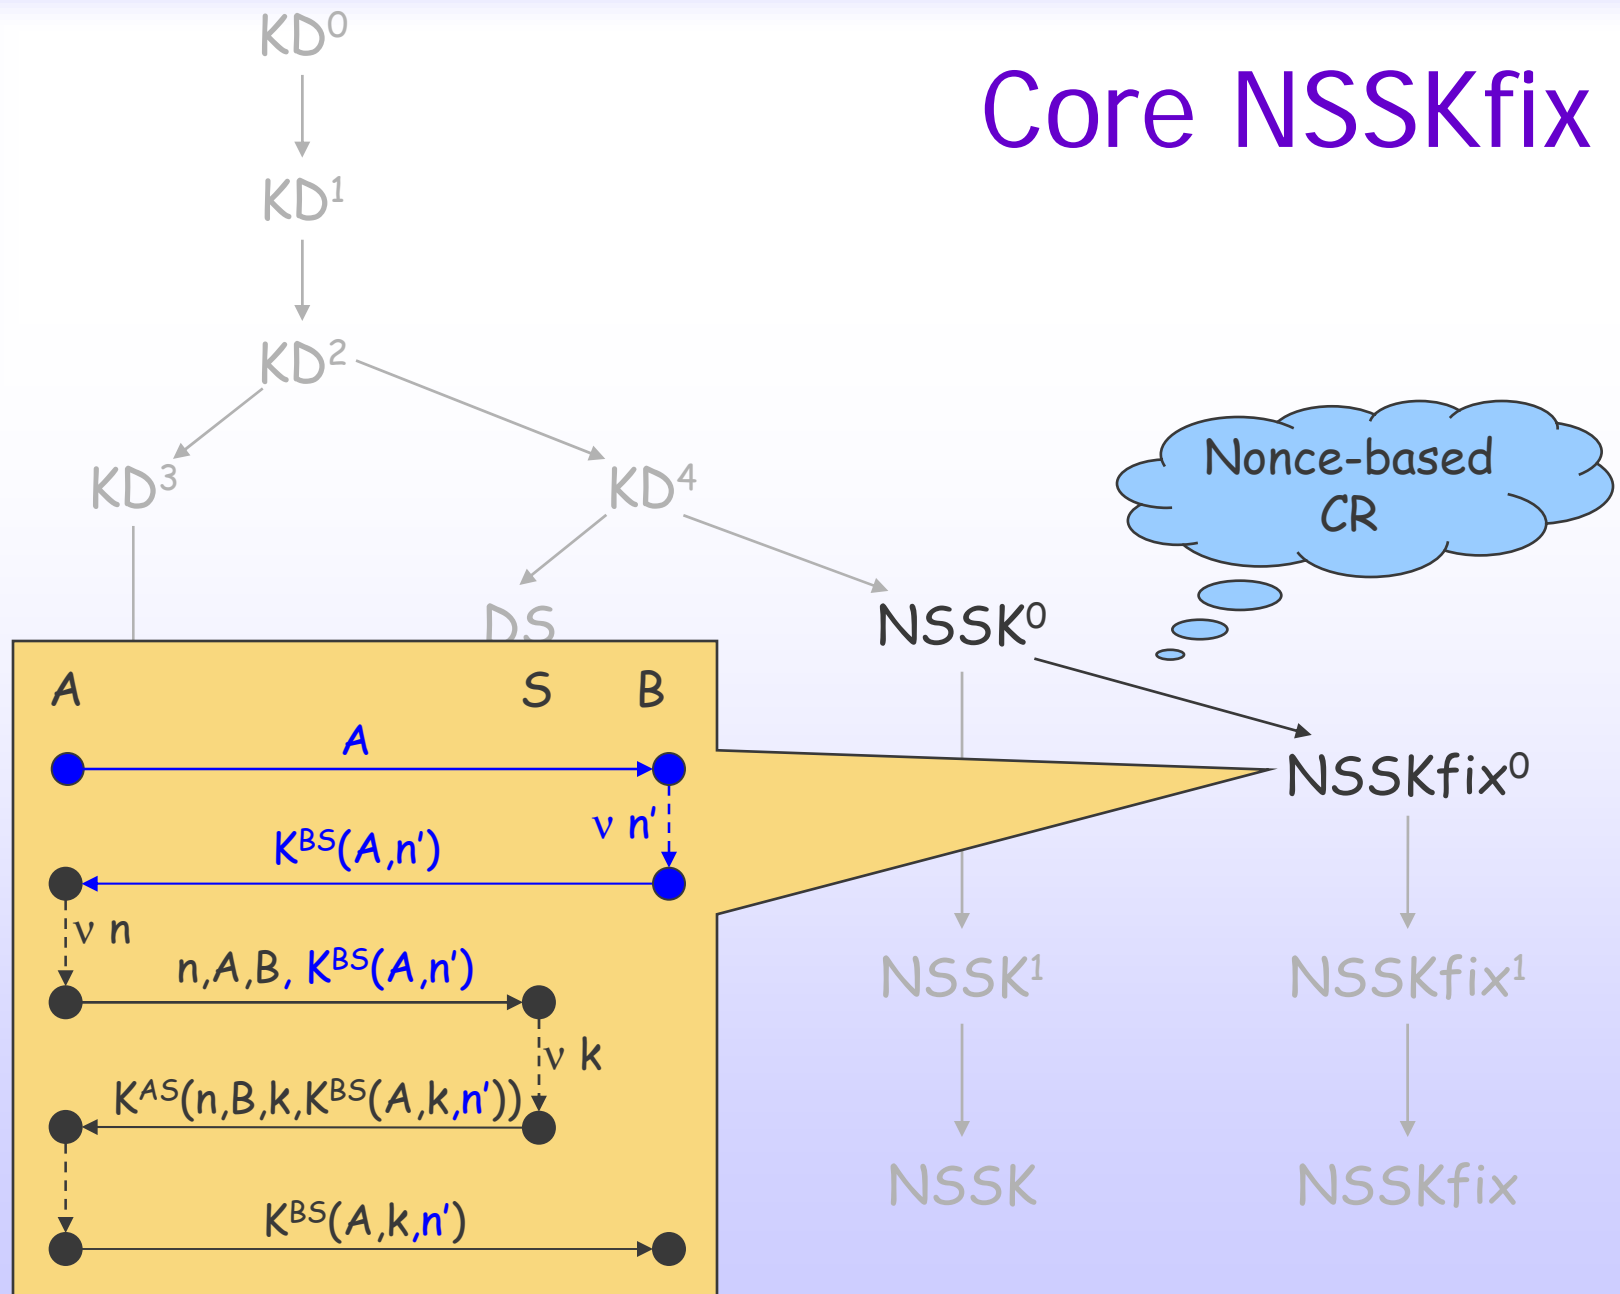 KD⁰
Core NSSKfix
KD¹
KD²
KD³
KD⁴
Nonce-based
CR
DS
NSSK⁰
A S B
A
NSSKfix⁰
ν n'
Kᴮˢ(A,n')
ν n
n,A,B, Kᴮˢ(A,n')
NSSK¹
NSSKfix¹
ν k
Kᴬˢ(n,B,k,Kᴮˢ(A,k,n'))
NSSK
NSSKfix
Kᴮˢ(A,k,n')